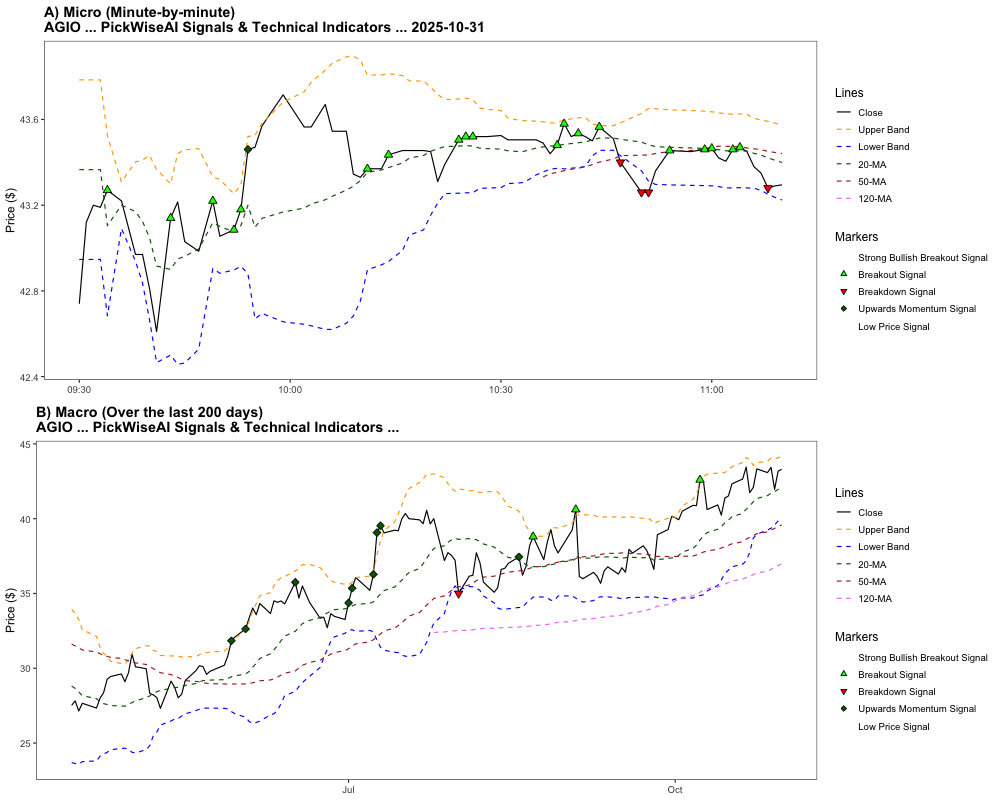 A) Micro (Minute-by-minute)
AGIO ... PickWiseAI Signals & Technical Indicators ... 2025-10-31
Price ($)
43.6
43.2
42.8
42.4
09:30
10:00
10:30
11:00
Lines
Close
Upper Band
Lower Band
20-MA
50-MA
120-MA
Markers
Strong Bullish Breakout Signal
Breakout Signal
Breakdown Signal
Upwards Momentum Signal
Low Price Signal
B) Macro (Over the last 200 days)
AGIO ... PickWiseAI Signals & Technical Indicators ...
Price ($)
45
40
35
30
25
Jul
Oct
Lines
Close
Upper Band
Lower Band
20-MA
50-MA
120-MA
Markers
Strong Bullish Breakout Signal
Breakout Signal
Breakdown Signal
Upwards Momentum Signal
Low Price Signal